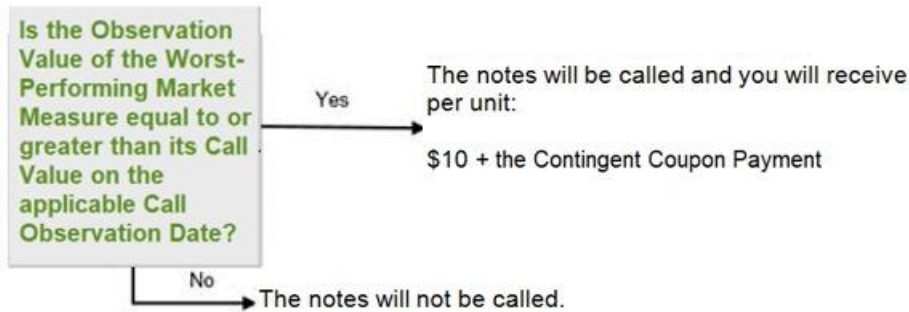 Is the Observation
Value of the Worst-
Performing Market
Measure equal to or
greater than its Call
Value on the
applicable Call
Observation Date?
Yes
The notes will be called and you will receive
per unit:
$10 + the Contingent Coupon Payment
No
The notes will not be called.